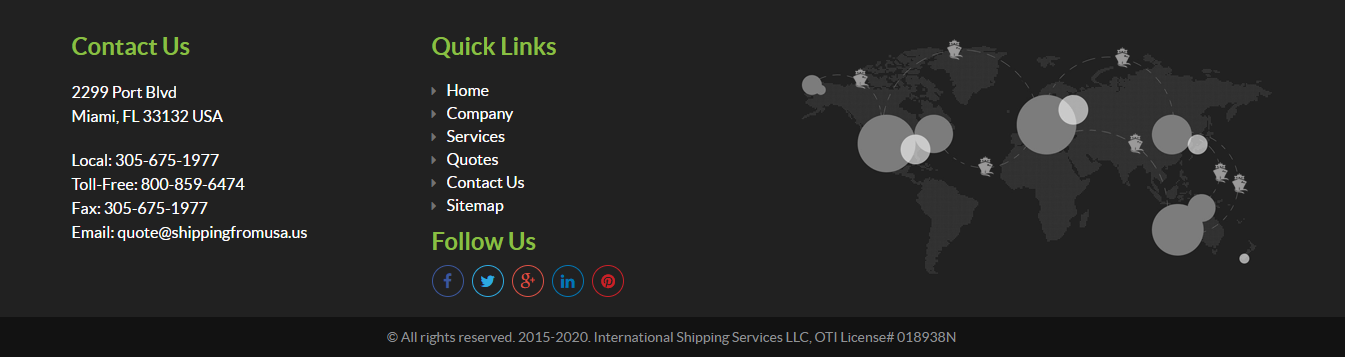 Contact Us
2299 Port Blvd
Miami, FL 33132 USA
Local: 305-675-1977
Toll-Free: 800-859-6474
Fax: 305-675-1977
Email: quote@shippingfromusa.us
Quick Links
Home
Company
Services
Quotes
Contact Us
Sitemap
Follow Us
© All rights reserved. 2015-2020. International Shipping Services LLC, OTI License# 018938N